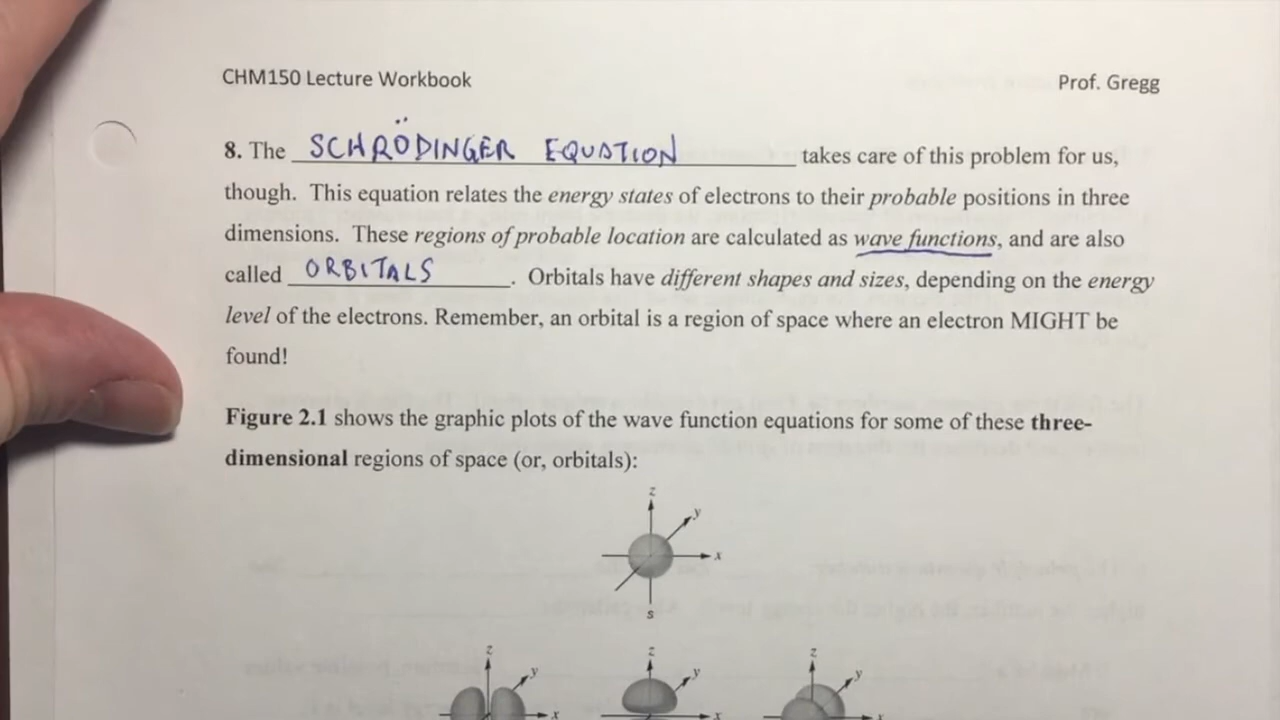 CHM150 Lecture Workbook Prof. Gregg
8. The SCHRÖDINGER EQUATION takes care of this problem for us,
though. This equation relates the energy states of electrons to their probable positions in three
dimensions. These regions of probable location are calculated as wave functions, and are also
called ORBITALS. Orbitals have different shapes and sizes, depending on the energy
level of the electrons. Remember, an orbital is a region of space where an electron MIGHT be
found!
Figure 2.1 shows the graphic plots of the wave function equations for some of these three-
dimensional regions of space (or, orbitals):
z
y
x
s
z z z
y y y
x x x